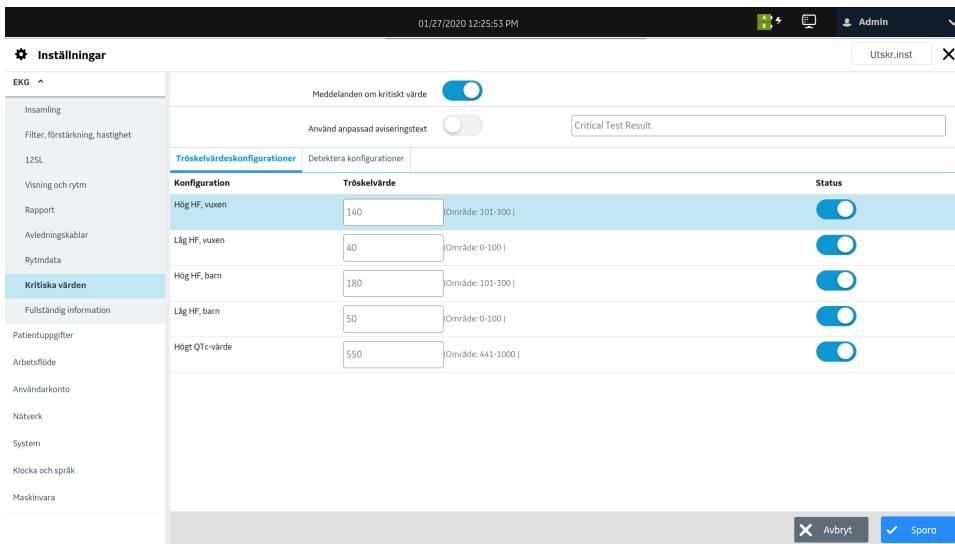 01/27/2020 12:25:53 PM
A
B
Admin
Inställningar
Utskr.inst
EKG
Insamling
Filter, förstärkning, hastighet
12SL
Visning och rytm
Rapport
Avledningskablar
Rytmdata
Kritiska värden
Fullständig information
Patientuppgifter
Arbetsflöde
Användarkonto
Nätverk
System
Klocka och språk
Maskinvara
Meddelanden om kritiskt värde
Använd anpassad aviseringstext
Critical Test Result
Tröskelvärdeskonfigurationer Detektera konfigurationer
Konfiguration Tröskelvärde Status
Hög HF, vuxen 140 (Område: 101-300 )
Låg HF, vuxen 40 (Område: 0-100 )
Hög HF, barn 180 (Område: 101-300 )
Låg HF, barn 50 (Område: 0-100 )
Högt QTc-värde 550 (Område: 441-1000 )
Avbryt Spara